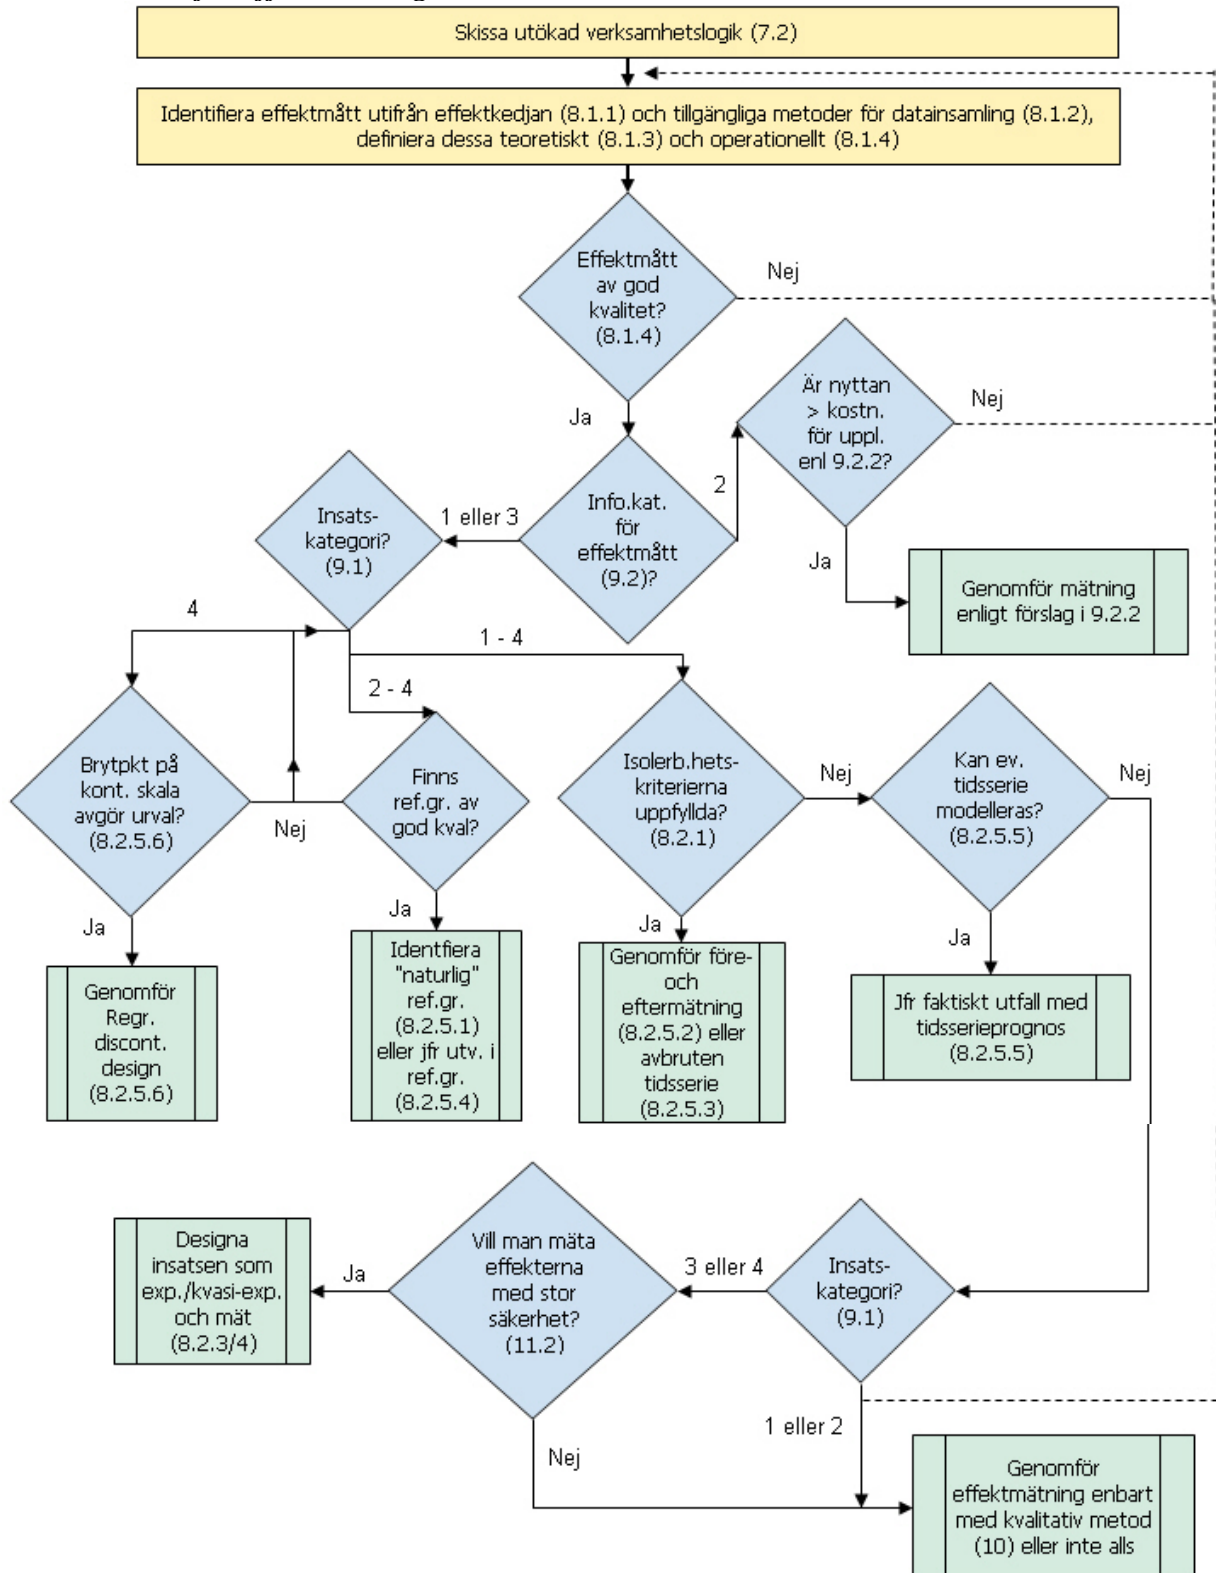 Skissa utökad verksamhetslogik (7.2)
Identifiera effektmått utifrån effektkedjan (8.1.1) och tillgängliga metoder för datainsamling (8.1.2),
definiera dessa teoretiskt (8.1.3) och operationellt (8.1.4)
Effektmått
av god
kvalitet?
(8.1.4)
Nej
Ja
Är nyttan
> kostn.
för uppl.
enl 9.2.2?
Nej
2
Info.kat.
för
effektmått
(9.2)?
1 eller 3
Insats-
kategori?
(9.1)
Ja
Genomför mätning
enligt förslag i 9.2.2
4
1 - 4
2 - 4
Brytpkt på
kont. skala
avgör urval?
(8.2.5.6)
Nej
Finns
ref.gr. av
god kval?
Isolerb.hets-
kriterierna
uppfyllda?
(8.2.1)
Nej
Kan ev.
tidsserie
modelleras?
(8.2.5.5)
Nej
Ja
Ja
Ja
Ja
Genomför
Regr.
discont.
design
(8.2.5.6)
Identfiera
"naturlig"
ref.gr.
(8.2.5.1)
eller jfr utv. i
ref.gr.
(8.2.5.4)
Genomför före-
och
eftermätning
(8.2.5.2) eller
avbruten
tidsserie
(8.2.5.3)
Jfr faktiskt utfall med
tidsserieprognos
(8.2.5.5)
Designa
insatsen som
exp./kvasi-exp.
och mät
(8.2.3/4)
Ja
Vill man mäta
effekterna
med stor
säkerhet?
(11.2)
3 eller 4
Insats-
kategori?
(9.1)
1 eller 2
Nej
Genomför
effektmätning enbart
med kvalitativ metod
(10) eller inte alls